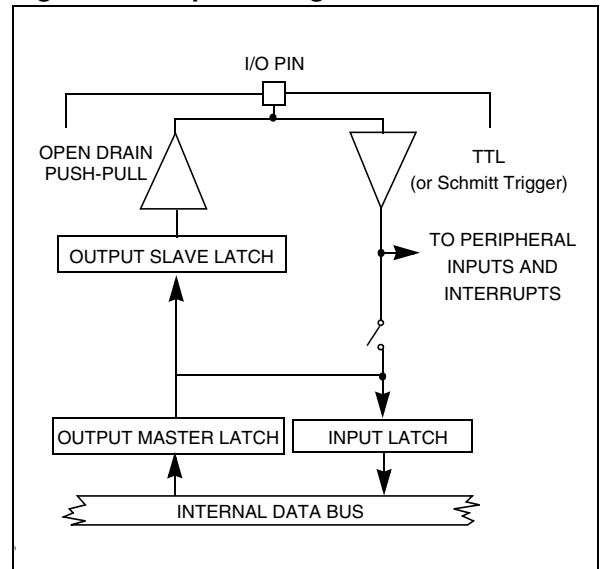 I/O PIN
OPEN DRAIN
PUSH-PULL
TTL
(or Schmitt Trigger)
TO PERIPHERAL
INPUTS AND
INTERRUPTS
OUTPUT SLAVE LATCH
OUTPUT MASTER LATCH
INPUT LATCH
INTERNAL DATA BUS